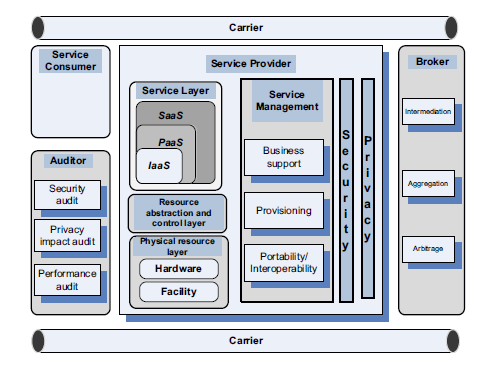 Carrier
Service
Consumer
Auditor
Security
audit
Privacy
impact audit
Performance
audit
Service Provider
Service Layer
SaaS
PaaS
IaaS
Resource
abstraction and
control layer
Physical resource
layer
Hardware
Facility
Service
Management
Business
support
Provisioning
Portability/
Interoperability
Security
Privacy
Broker
Intermediation
Aggregation
Arbitrage
Carrier